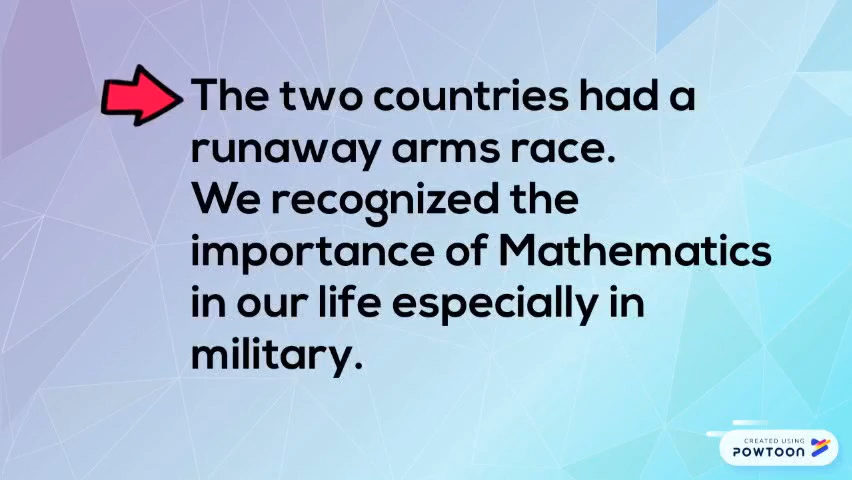 The two countries had a
runaway arms race.
We recognized the
importance of Mathematics
in our life especially in
military.
CREATED USING
POWTOON